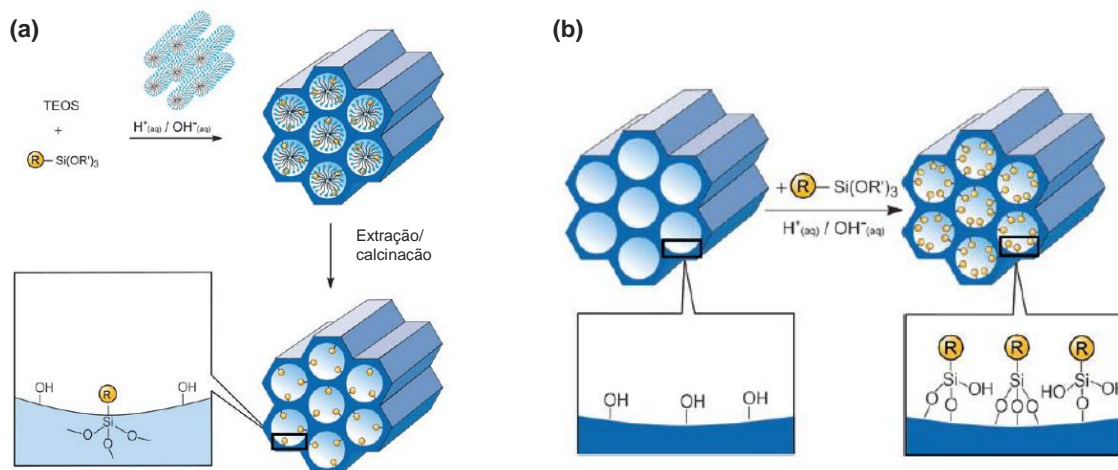 (a)
TEOS
+
R—Si(OR')₃
H⁺(aq) / OH⁻(aq)
Extração/
calcinação
OH
R
OH
Si
O O
O
(b)
+ R—Si(OR')₃
H⁺(aq) / OH⁻(aq)
OH OH OH
R R R
Si OH Si HO Si OH
O O O O O O